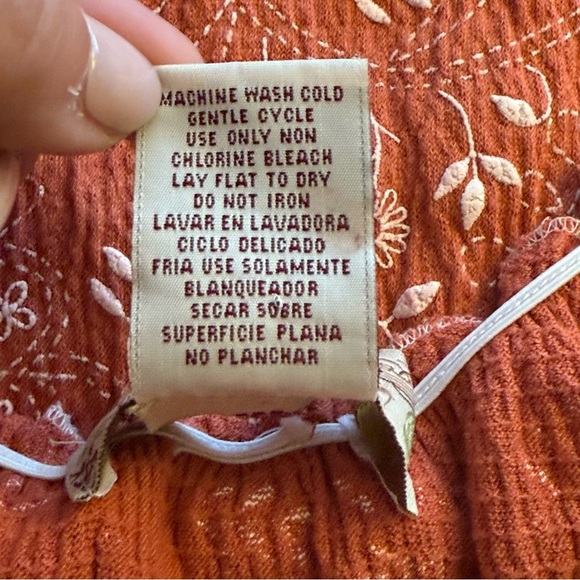 MACHINE WASH COLD
GENTLE CYCLE
USE ONLY NON
CHLORINE BLEACH
LAY FLAT TO DRY
DO NOT IRON
LAVAR EN LAVADORA
CICLO DELICADO
FRIA USE SOLAMENTE
BLANQUEADOR
SECAR SOBRE
SUPERFICIE PLANA
NO PLANCHAR